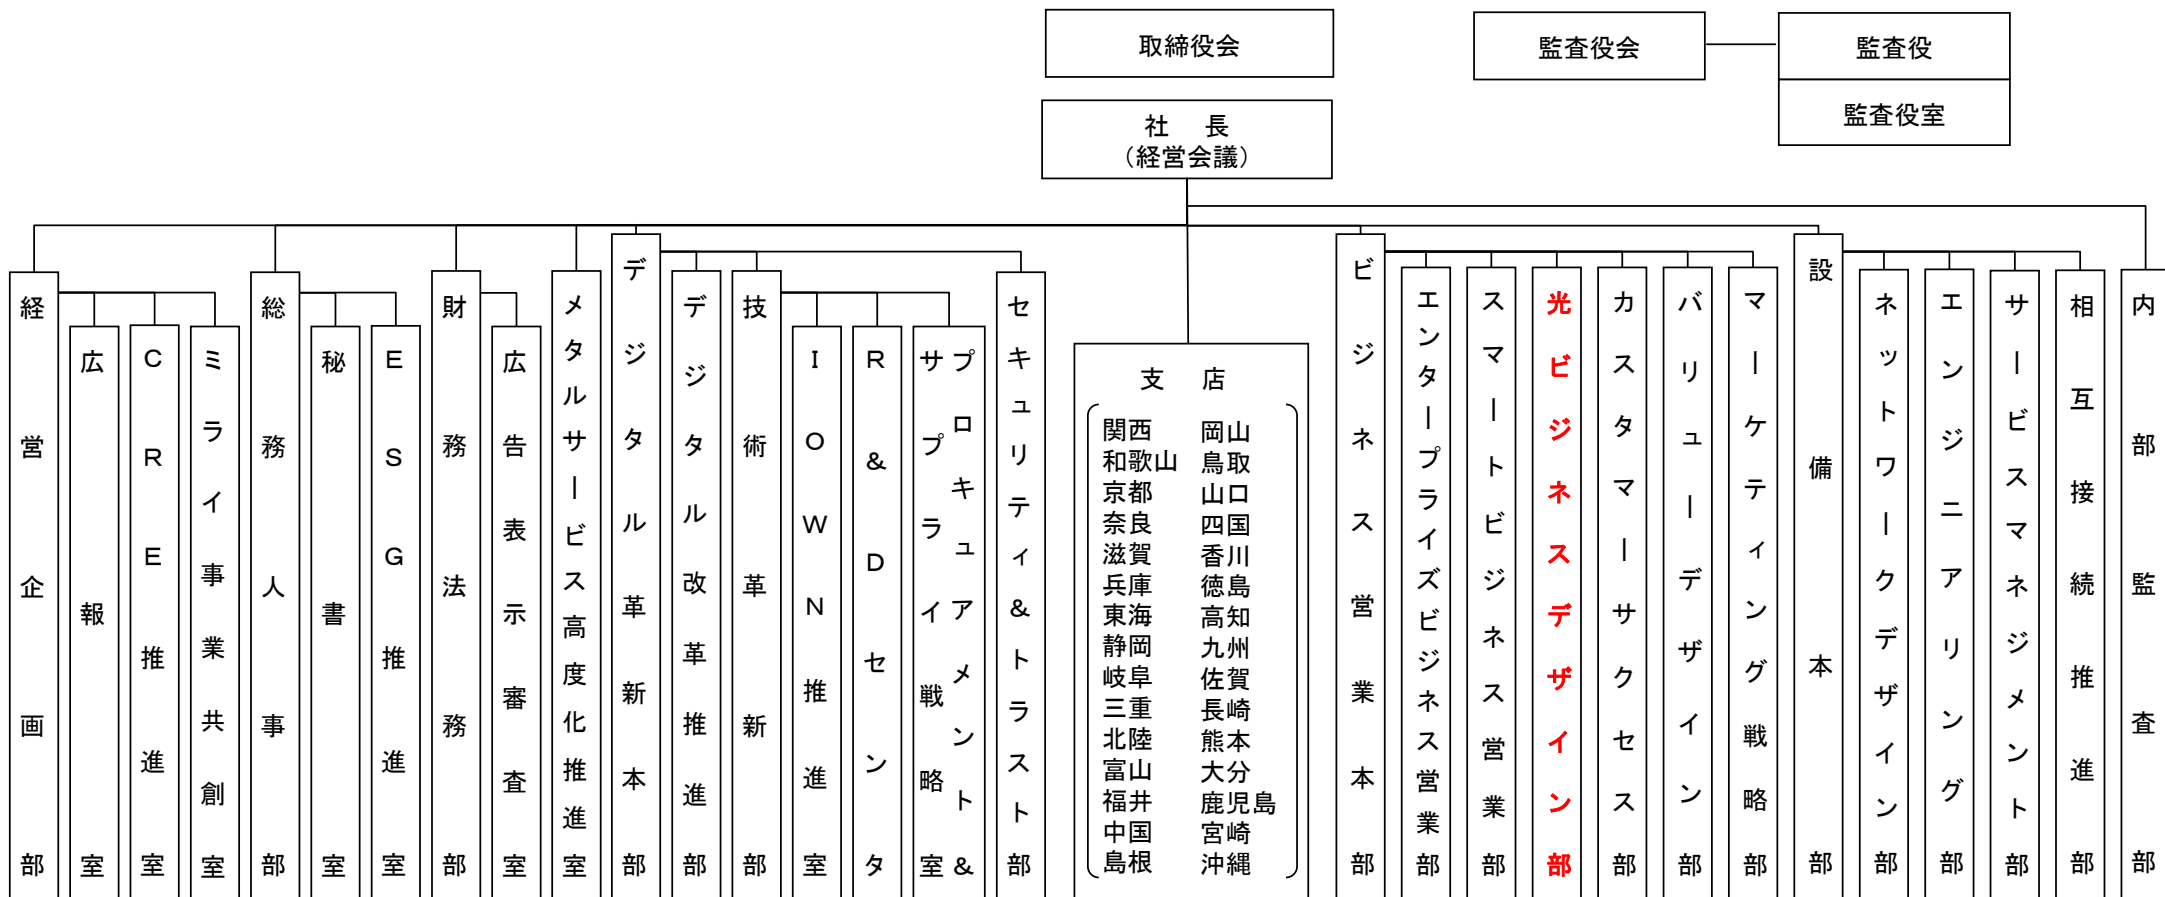 取締役会
監査役会
監査役
監査役室
社　長
（経営会議）
経営企画部
広報室
CRE推進室
ミライ事業共創室
総務人事部
秘書室
ESG推進室
財務法務部
広告表示審査室
メタルサービス高度化推進室
デジタル革新本部
デジタル改革推進部
技術革新部
IOWN推進室
R&Dセンタ
プロキュアメント&
サプライ戦略室
セキュリティ&トラスト部
支　店
関西　岡山
和歌山　鳥取
京都　山口
奈良　四国
滋賀　香川
兵庫　徳島
東海　高知
静岡　九州
岐阜　佐賀
三重　長崎
北陸　熊本
富山　大分
福井　鹿児島
中国　宮崎
島根　沖縄
ビジネス営業本部
エンタープライズビジネス営業部
スマートビジネス営業部
光ビジネスデザイン部
カスタマーサクセス部
バリューデザイン部
マーケティング戦略部
設備本部
ネットワークデザイン部
エンジニアリング部
サービスマネジメント部
相互接続推進部
内部監査部